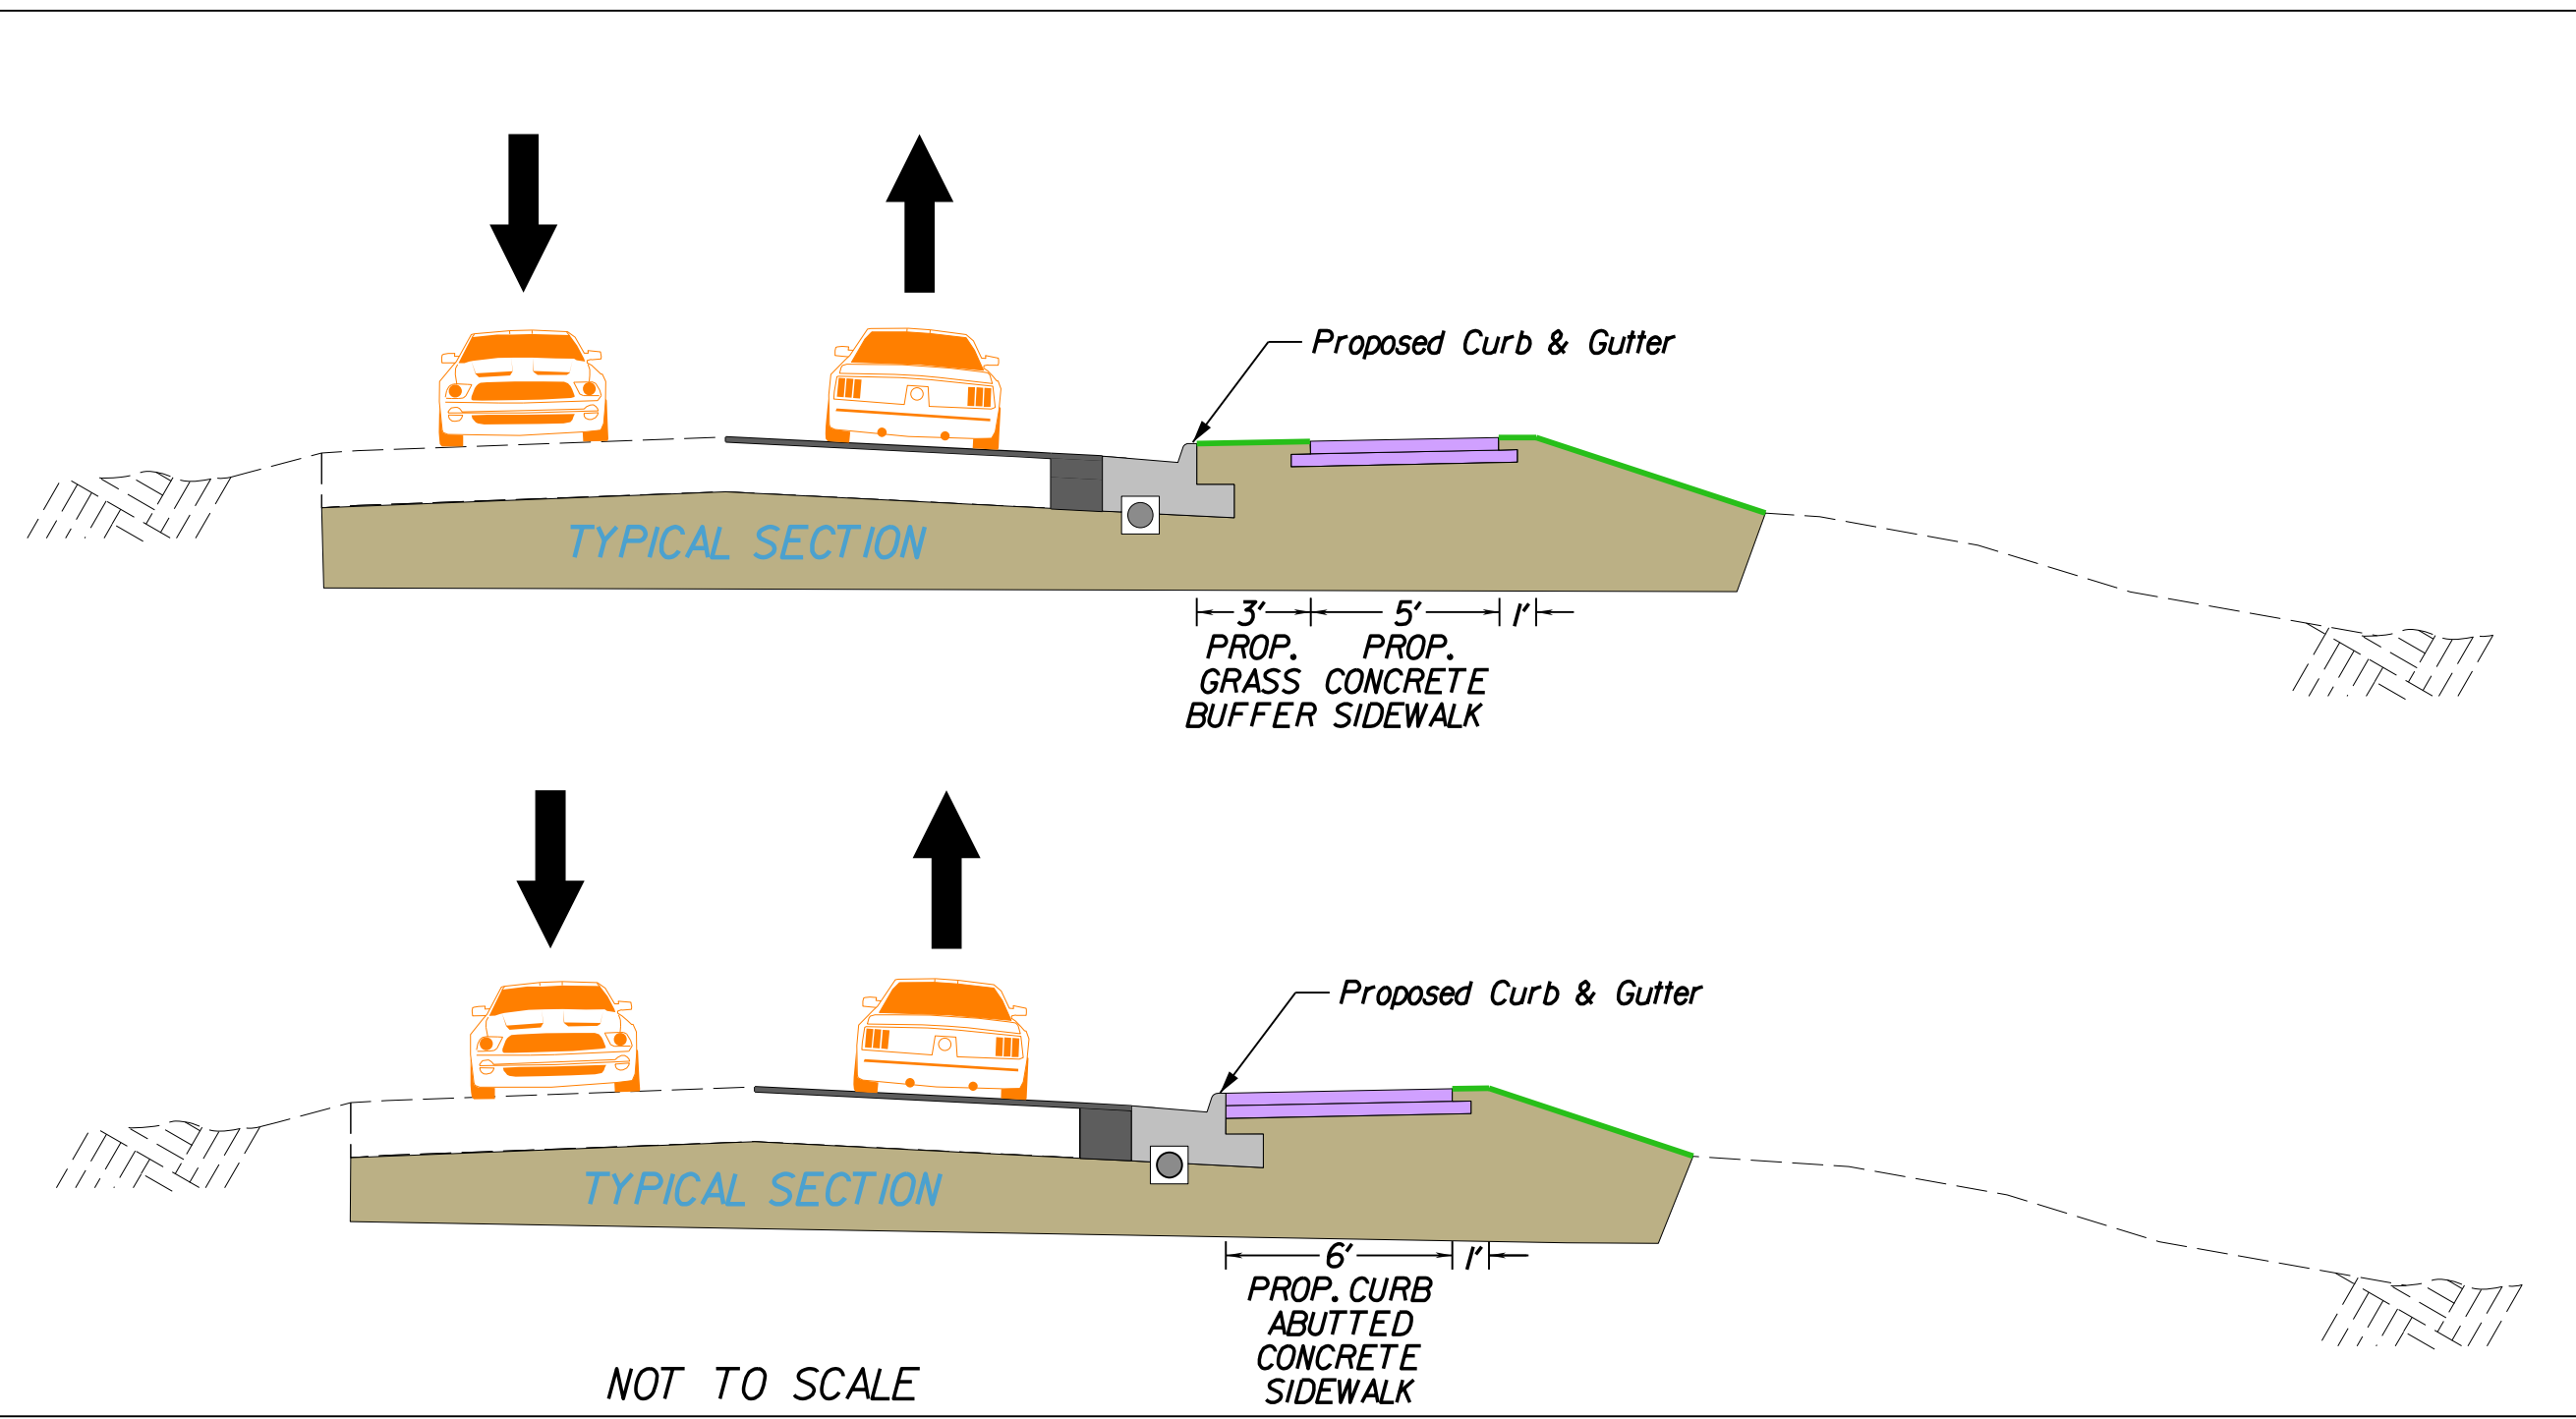 Proposed Curb & Gutter
TYPICAL SECTION
3' 5' 1'
PROP. PROP.
GRASS CONCRETE
BUFFER SIDEWALK
Proposed Curb & Gutter
TYPICAL SECTION
6' 1'
PROP. CURB
ABUTTED
CONCRETE
SIDEWALK
NOT TO SCALE